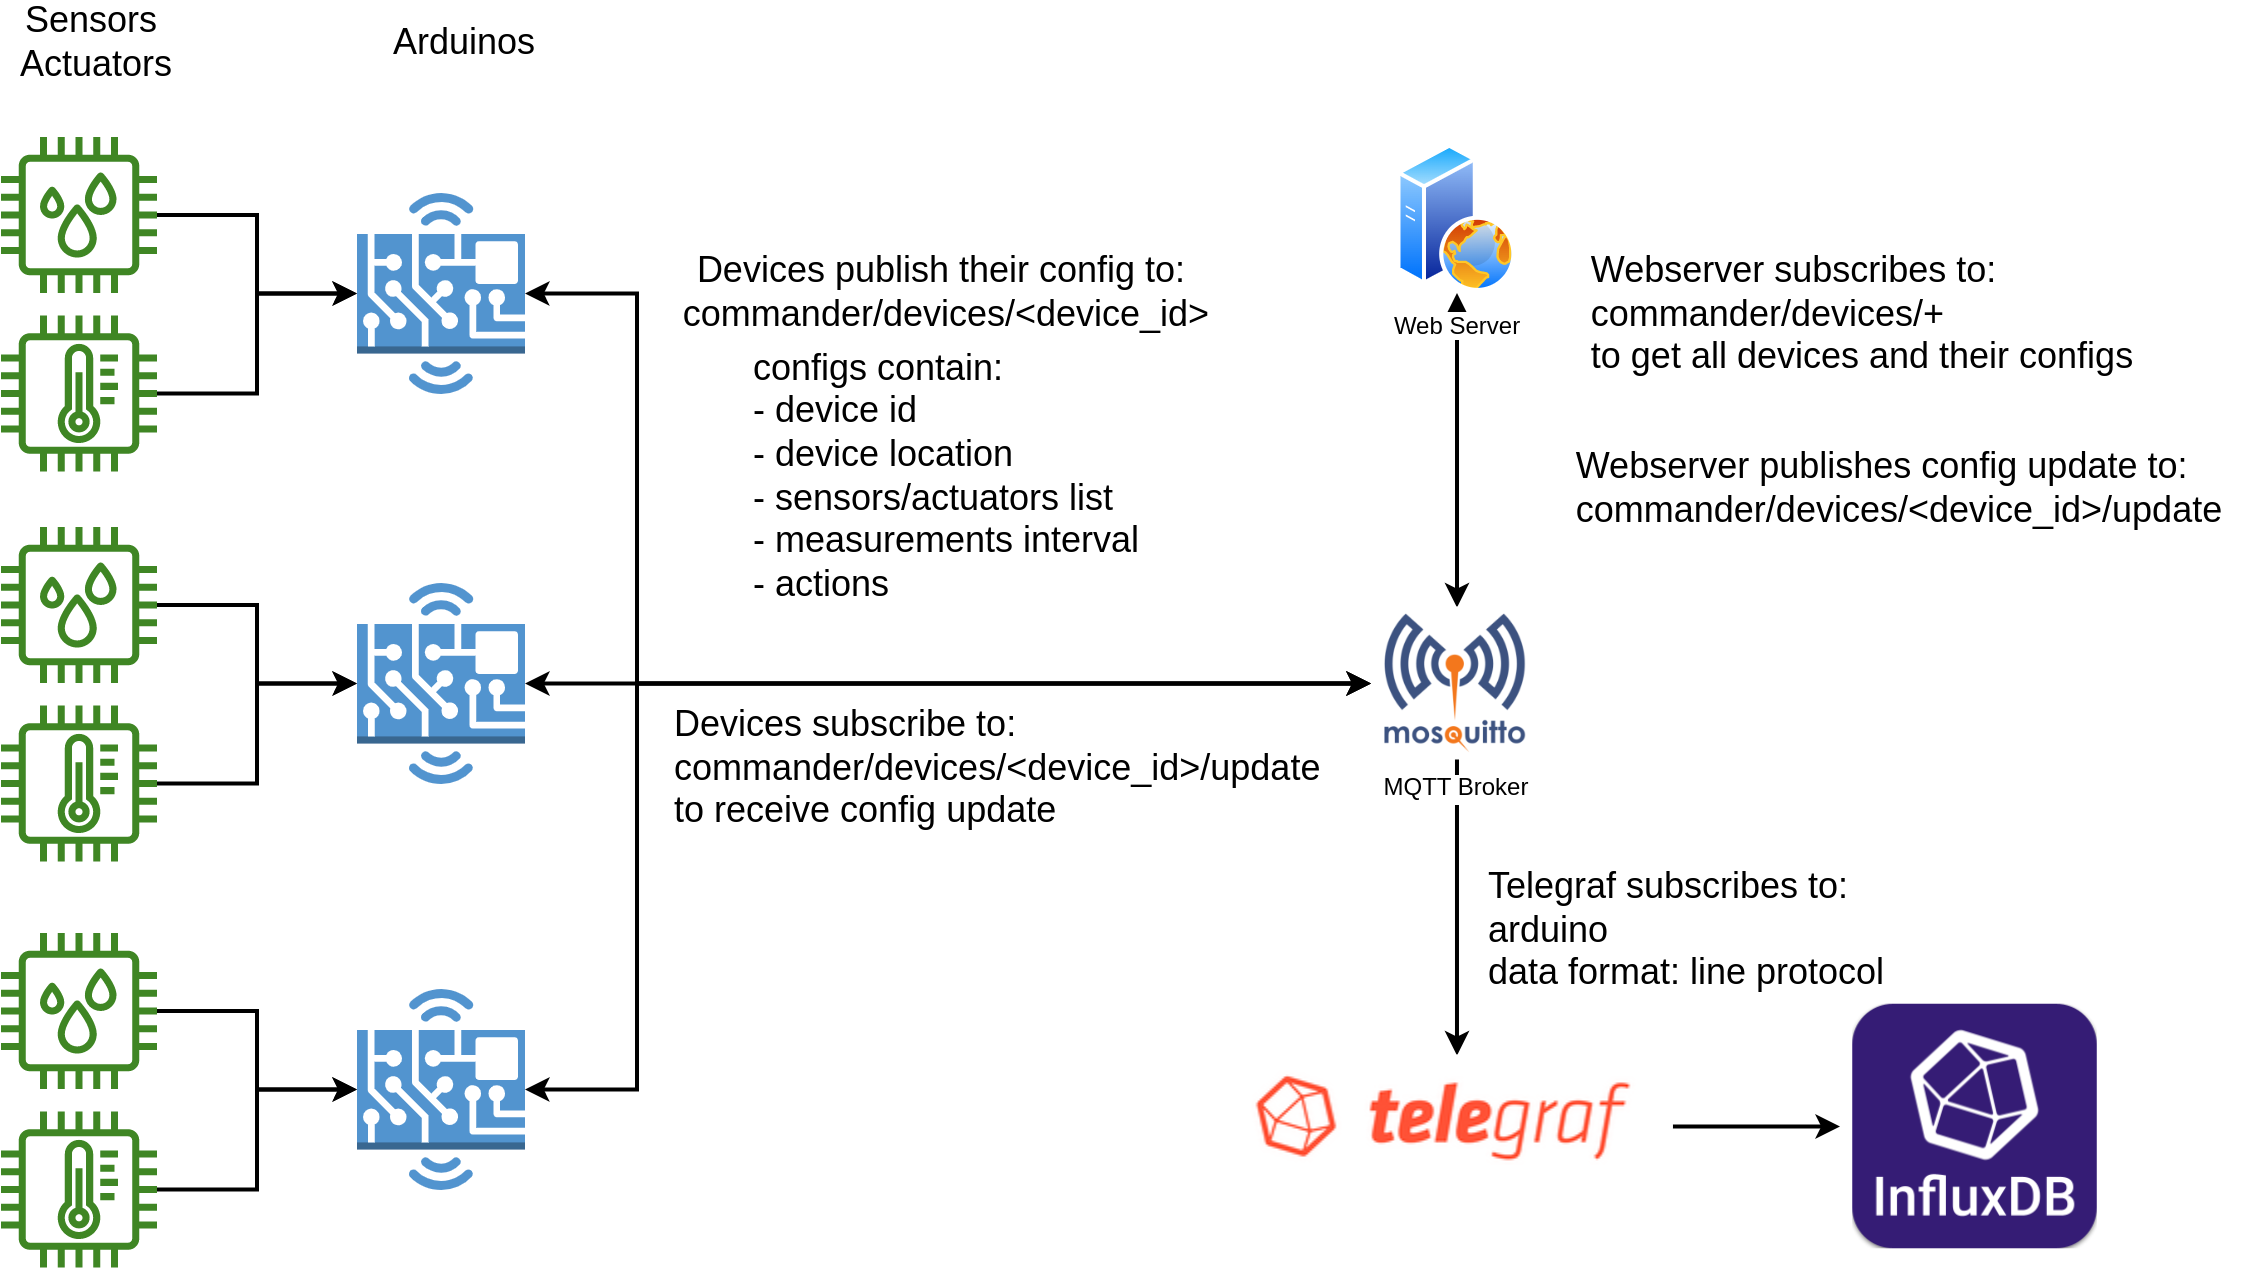 Sensors
Actuators
Arduinos
Devices publish their config to:
commander/devices/<device_id>
configs contain:
- device id
- device location
- sensors/actuators list
- measurements interval
- actions
Web Server
Webserver subscribes to:
commander/devices/+
to get all devices and their configs
Webserver publishes config update to:
commander/devices/<device_id>/update
Devices subscribe to:
commander/devices/<device_id>/update
to receive config update
mosquitto
MQTT Broker
Telegraf subscribes to:
arduino
data format: line protocol
telegraf
InfluxDB